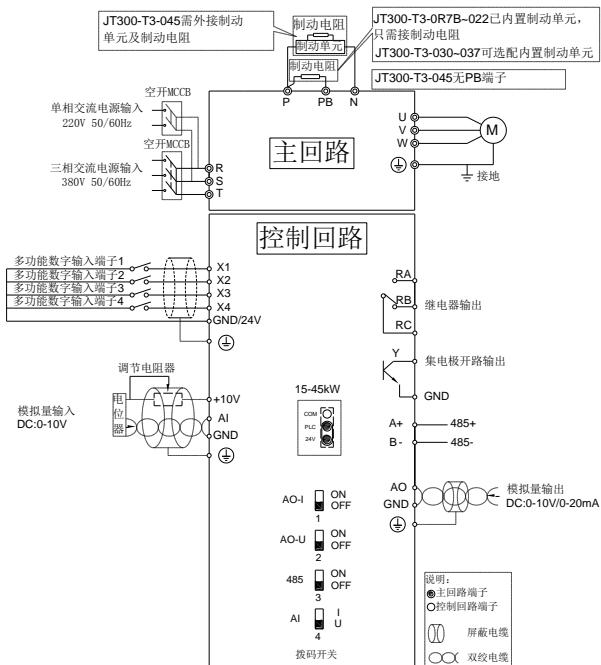 JT300-T3-045需外接制动
单元及制动电阻
制动电阻
制动单元
制动电阻
JT300-T3-0R7B~022已内置制动单元,
只需接制动电阻
JT300-T3-030~037可选配内置制动单元
JT300-T3-045无PB端子
P
PB
N
空开MCCB
单相交流电源输入
220V 50/60Hz
空开MCCB
三相交流电源输入
380V 50/60Hz
R
S
T
主回路
U
V
W
M
接地
控制回路
多功能数字输入端子1
多功能数字输入端子2
多功能数字输入端子3
多功能数字输入端子4
X1
X2
X3
X4
GND/24V
RA
RB
RC
继电器输出
Y
集电极开路输出
GND
调节电阻器
电位器
模拟量输入
DC:0-10V
+10V
AI
GND
15-45kW
COM
PLC
24V
A+
485+
B-
485-
AO
GND
模拟量输出
DC:0-10V/0-20mA
AO-I
ON
OFF
1
AO-U
ON
OFF
2
485
ON
OFF
3
AI
I
U
4
拨码开关
说明:
主回路端子
控制回路端子
屏蔽电缆
双绞电缆